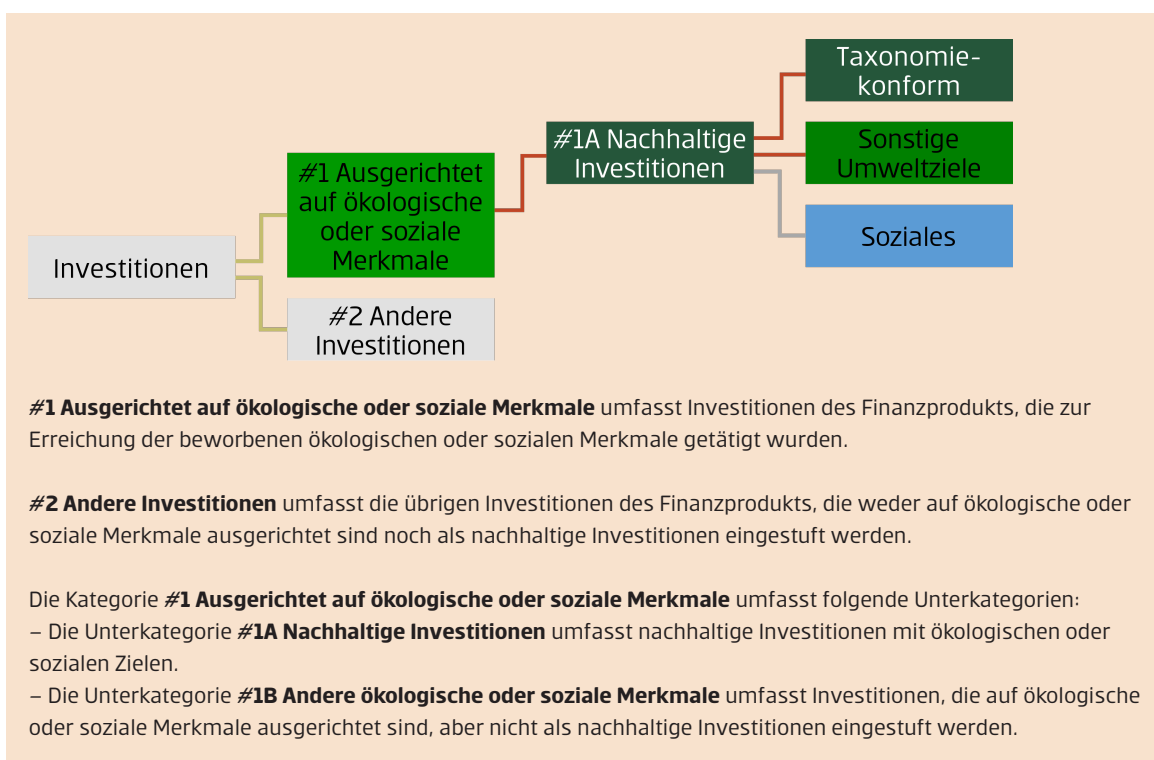 Taxonomie-
konform
#1A Nachhaltige
Investitionen
Sonstige
Umweltziele
#1 Ausgerichtet
auf ökologische
oder soziale
Merkmale
Soziales
Investitionen
#2 Andere
Investitionen
#1 Ausgerichtet auf ökologische oder soziale Merkmale umfasst Investitionen des Finanzprodukts, die zur
Erreichung der beworbenen ökologischen oder sozialen Merkmale getätigt wurden.
#2 Andere Investitionen umfasst die übrigen Investitionen des Finanzprodukts, die weder auf ökologische oder
soziale Merkmale ausgerichtet sind noch als nachhaltige Investitionen eingestuft werden.
Die Kategorie #1 Ausgerichtet auf ökologische oder soziale Merkmale umfasst folgende Unterkategorien:
– Die Unterkategorie #1A Nachhaltige Investitionen umfasst nachhaltige Investitionen mit ökologischen oder
sozialen Zielen.
– Die Unterkategorie #1B Andere ökologische oder soziale Merkmale umfasst Investitionen, die auf ökologische
oder soziale Merkmale ausgerichtet sind, aber nicht als nachhaltige Investitionen eingestuft werden.